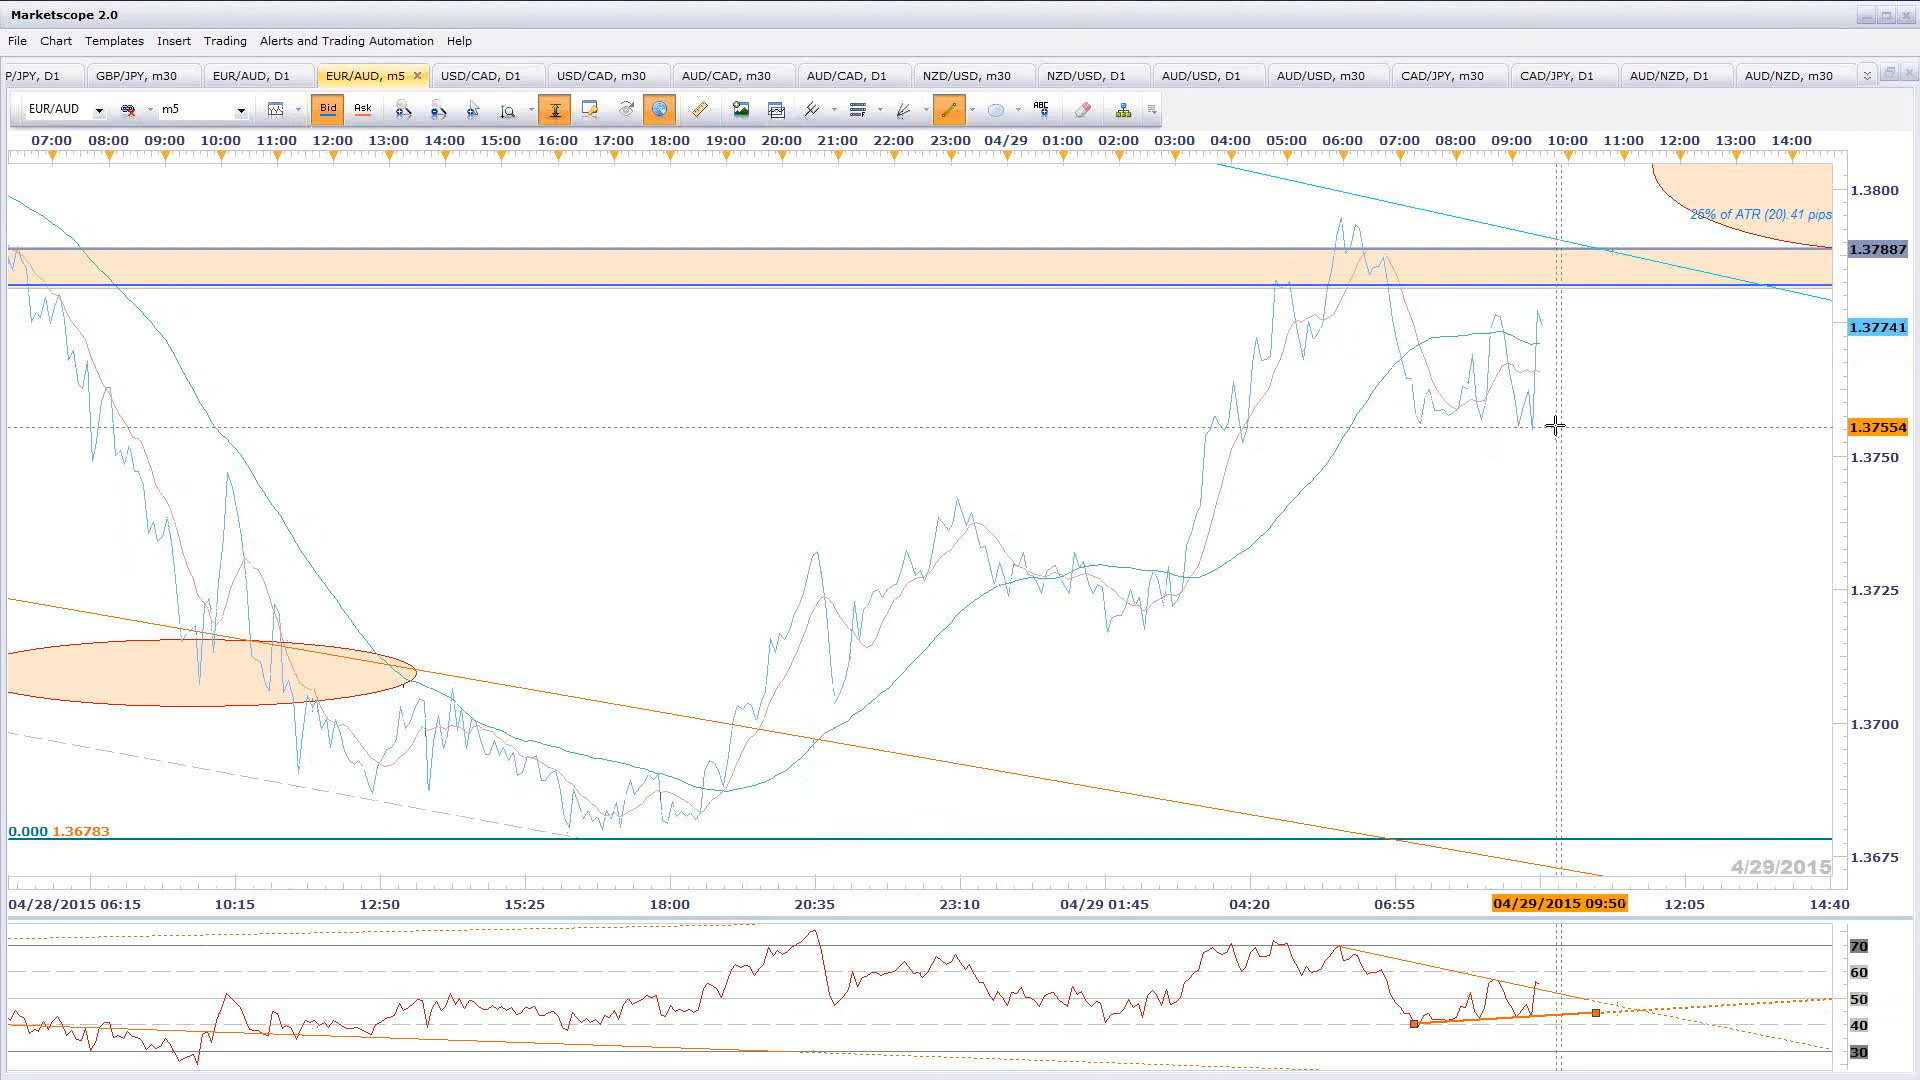 Marketscope 2.0
File Chart Templates Insert Trading Alerts and Trading Automation Help
P/JPY, D1 GBP/JPY, m30 EUR/AUD, D1 EUR/AUD, m5 USD/CAD, D1 USD/CAD, m30 AUD/CAD, m30 AUD/CAD, D1 NZD/USD, m30 NZD/USD, D1 AUD/USD, D1 AUD/USD, m30 CAD/JPY, m30 CAD/JPY, D1 AUD/NZD, D1 AUD/NZD, m30
EUR/AUD m5 Bid Ask ABC
07:00 08:00 09:00 10:00 11:00 12:00 13:00 14:00 15:00 16:00 17:00 18:00 19:00 20:00 21:00 22:00 23:00 04/29 01:00 02:00 03:00 04:00 05:00 06:00 07:00 08:00 09:00 10:00 11:00 12:00 13:00 14:00
1.3800
25% of ATR (20):41 pips
1.37887
1.37741
1.37554
1.3750
1.3725
1.3700
0.000 1.36783
1.3675
4/29/2015
04/28/2015 06:15 10:15 12:50 15:25 18:00 20:35 23:10 04/29 01:45 04:20 06:55 04/29/2015 09:50 12:05 14:40
70
60
50
40
30